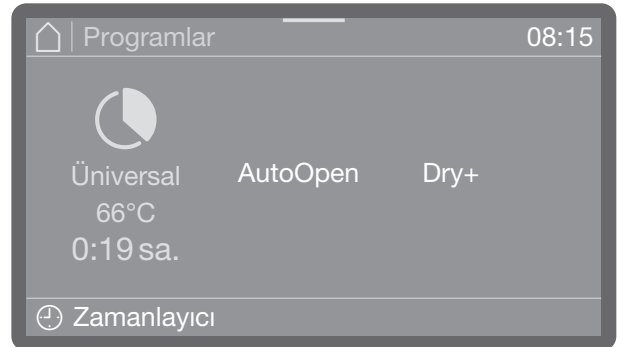 Programlar 08:15
Üniversal AutoOpen Dry+
66°C
0:19 sa.
Zamanlayıcı